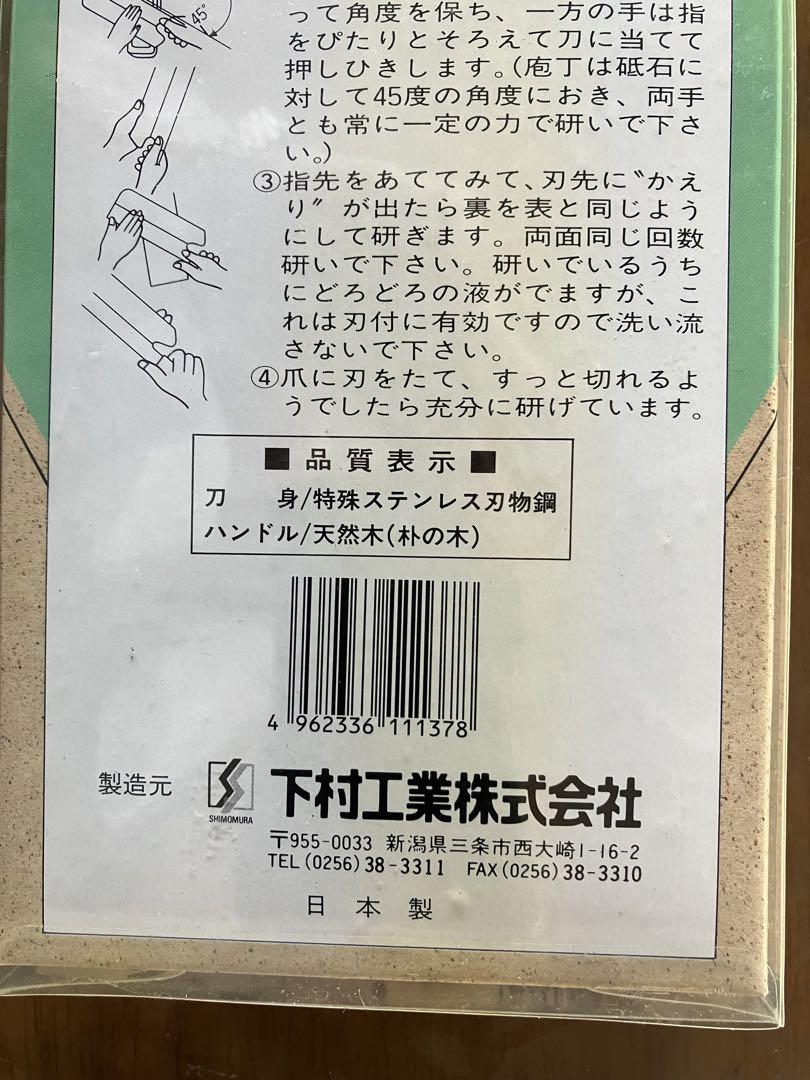 45°
って角度を保ち、一方の手は指
をぴたりとそろえて刀に当てて
押しひきします。(庖丁は砥石に
対して45度の角度におき、両手
とも常に一定の力で研いで下さ
い。)
③指先をあててみて、刃先に〝かえ
り〟が出たら裏を表と同じよう
にして研ぎます。両面同じ回数
研いで下さい。研いでいるうち
にどろどろの液がでますが、こ
れは刃付に有効ですので洗い流
さないで下さい。
④爪に刃をたて、すっと切れるよ
うでしたら充分に研げています。
■ 品質表示 ■
刀 身/特殊ステンレス刃物鋼
ハンドル/天然木(朴の木)
4 962336 111378
製造元 SHIMOMURA 下村工業株式会社
〒955-0033 新潟県三条市西大崎1-16-2
TEL(0256)38-3311 FAX(0256)38-3310
日本製